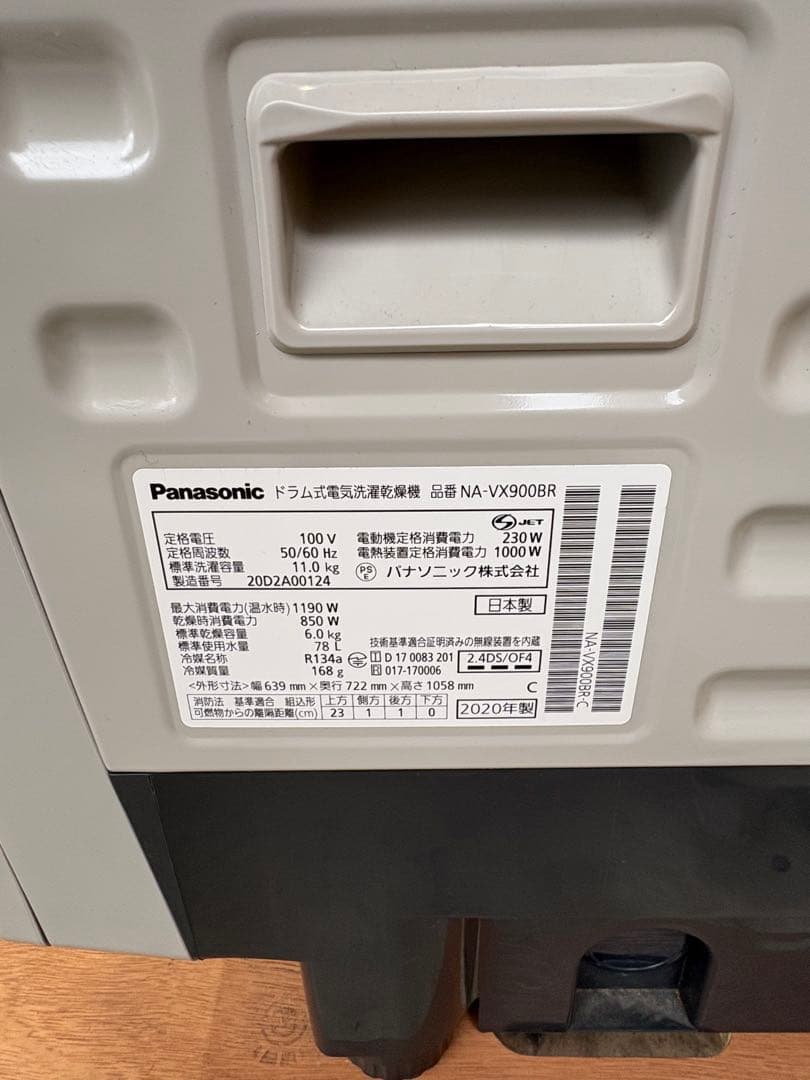 Panasonic ドラム式電気洗濯乾燥機 品番 NA-VX900BR
S JET
定格電圧 100 V 電動機定格消費電力 230 W
定格周波数 50/60 Hz 電熱装置定格消費電力 1000 W
標準洗濯容量 11.0 kg PSE パナソニック株式会社
製造番号 20D2A00124
最大消費電力(温水時) 1190 W 日本製
乾燥時消費電力 850 W
標準乾燥容量 6.0 kg
標準使用水量 78 L 技術基準適合証明済みの無線装置を内蔵
冷媒名称 R134a T D 17 0083 201 2.4DS/OF4
冷媒質量 168 g R 017-170006
<外形寸法> 幅 639 mm × 奥行 722 mm × 高さ 1058 mm C
消防法 基準適合 組込形 上方 側方 後方 下方
可燃物からの離隔距離(cm) 23 1 1 0 2020年製
NA-VX900BR-C